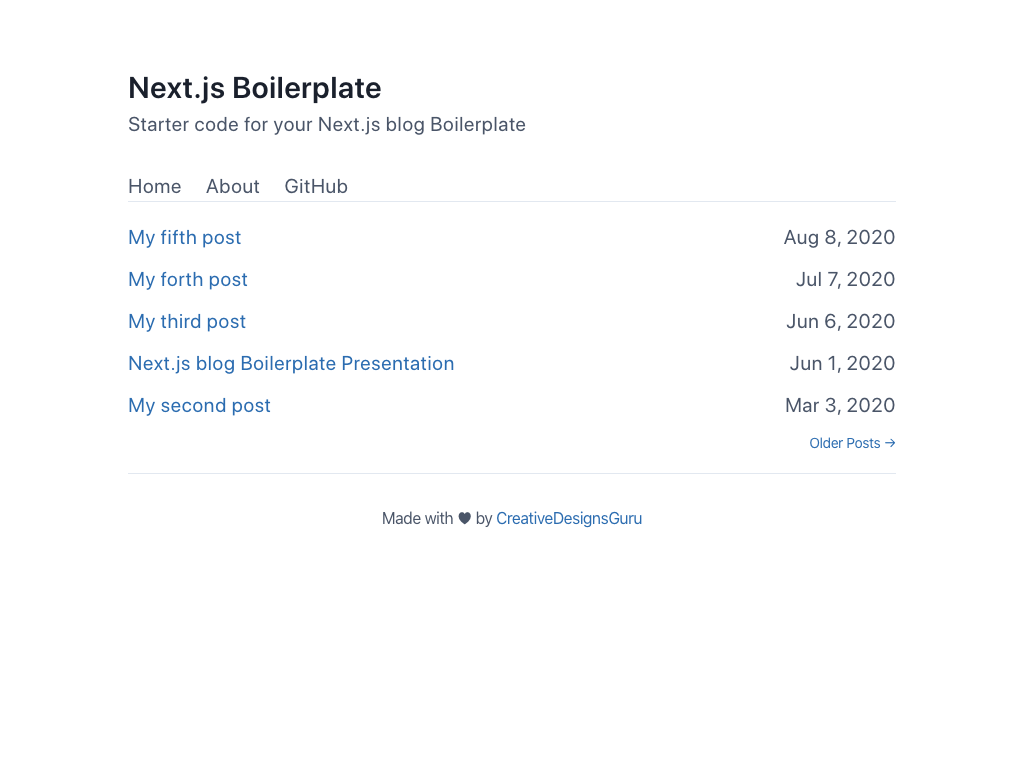 Next.js Boilerplate
Starter code for your Next.js blog Boilerplate
Home About GitHub
My fifth post Aug 8, 2020
My forth post Jul 7, 2020
My third post Jun 6, 2020
Next.js blog Boilerplate Presentation Jun 1, 2020
My second post Mar 3, 2020
Older Posts →
Made with ♥ by CreativeDesignsGuru